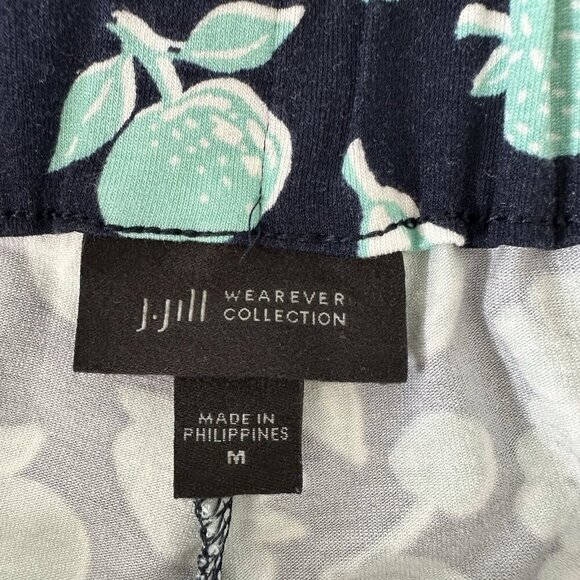 J.Jill WEAREVER
COLLECTION
MADE IN
PHILIPPINES
M